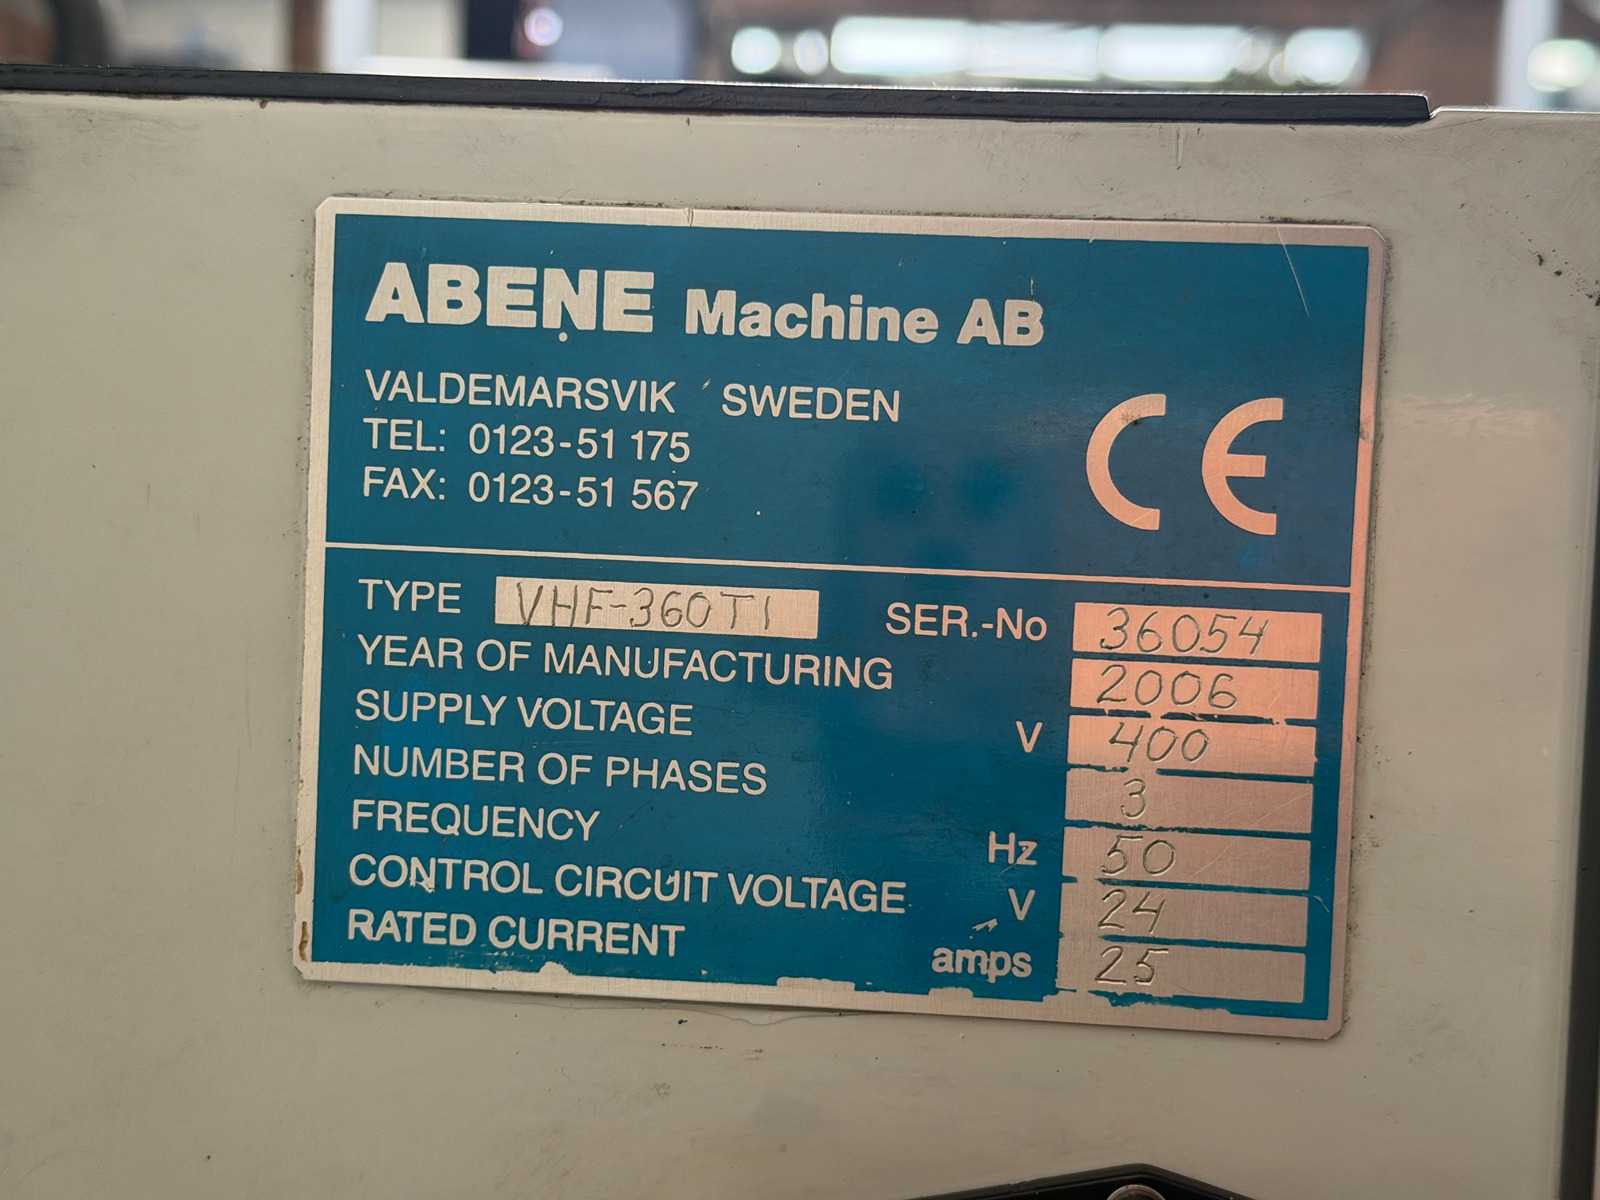 ABENE Machine AB
VALDEMARSVIK SWEDEN
TEL: 0123-51 175
FAX: 0123-51 567
CE
TYPE VHF-360TI SER.-No 36054
YEAR OF MANUFACTURING 2006
SUPPLY VOLTAGE V 400
NUMBER OF PHASES 3
FREQUENCY Hz 50
CONTROL CIRCUIT VOLTAGE V 24
RATED CURRENT amps 25